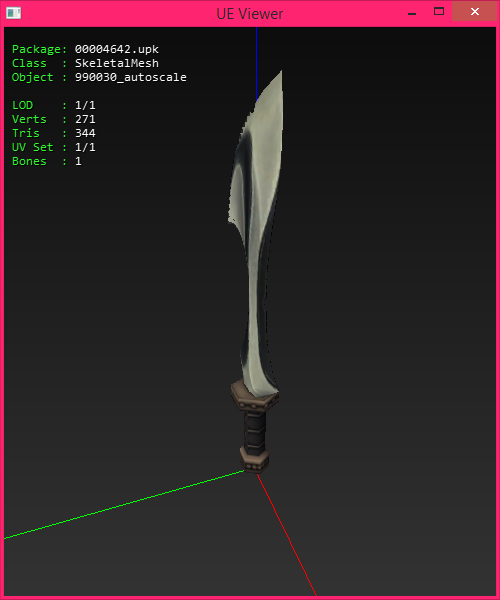 UE Viewer
Package: 00004642.upk
Class  : SkeletalMesh
Object : 990030_autoscale
LOD    : 1/1
Verts  : 271
Tris   : 344
UV Set : 1/1
Bones  : 1